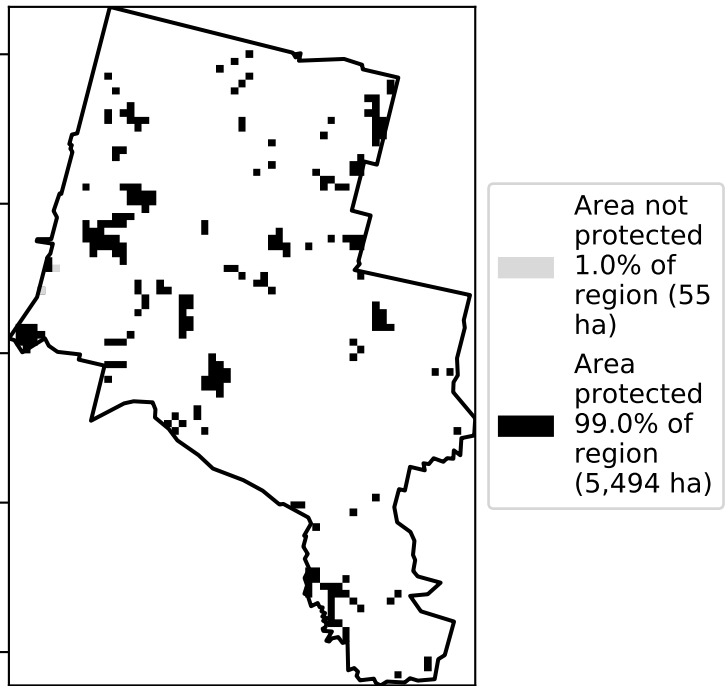 Area not
protected
1.0% of
region (55
ha)
Area
protected
99.0% of
region
(5,494 ha)